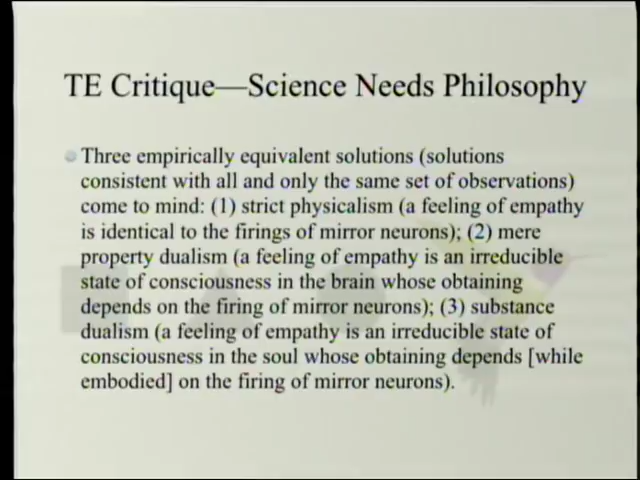 TE Critique—Science Needs Philosophy
Three empirically equivalent solutions (solutions
consistent with all and only the same set of observations)
come to mind: (1) strict physicalism (a feeling of empathy
is identical to the firings of mirror neurons); (2) mere
property dualism (a feeling of empathy is an irreducible
state of consciousness in the brain whose obtaining
depends on the firing of mirror neurons); (3) substance
dualism (a feeling of empathy is an irreducible state of
consciousness in the soul whose obtaining depends [while
embodied] on the firing of mirror neurons).